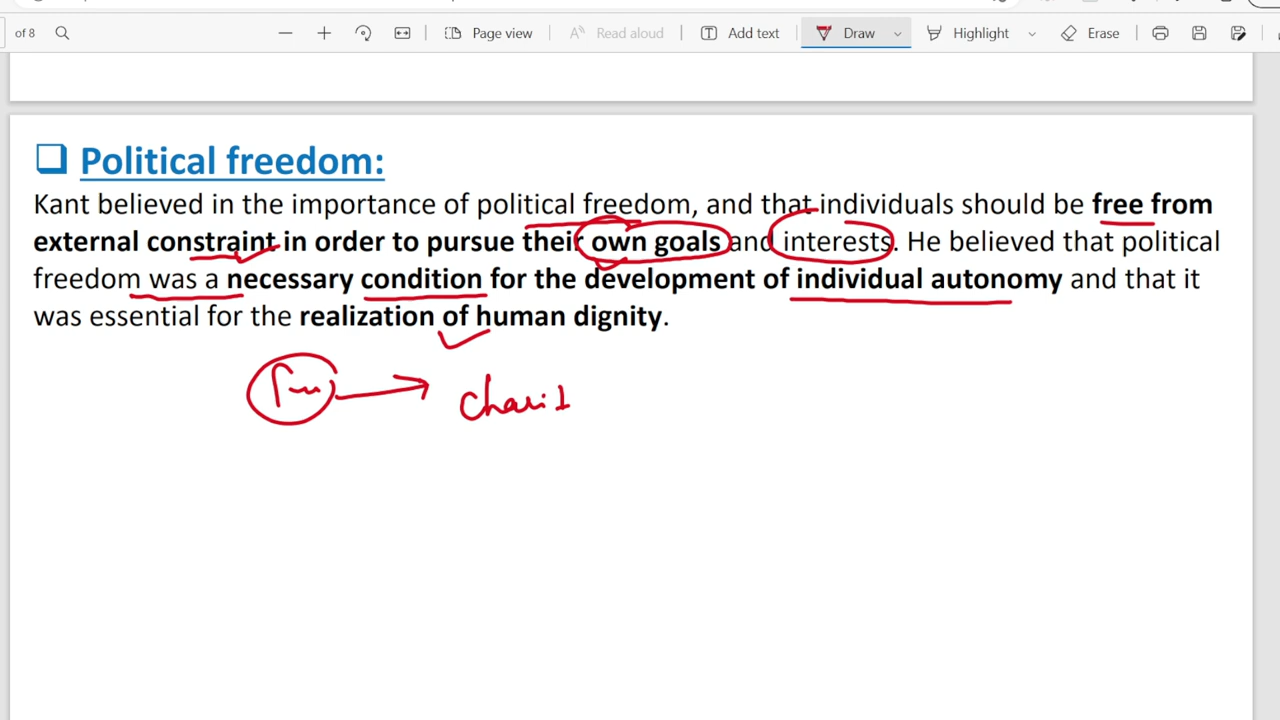 of 8
Page view
Read aloud
Add text
Draw
Highlight
Erase
Political freedom:
Kant believed in the importance of political freedom, and that individuals should be free from
external constraint in order to pursue their own goals and interests. He believed that political
freedom was a necessary condition for the development of individual autonomy and that it
was essential for the realization of human dignity.